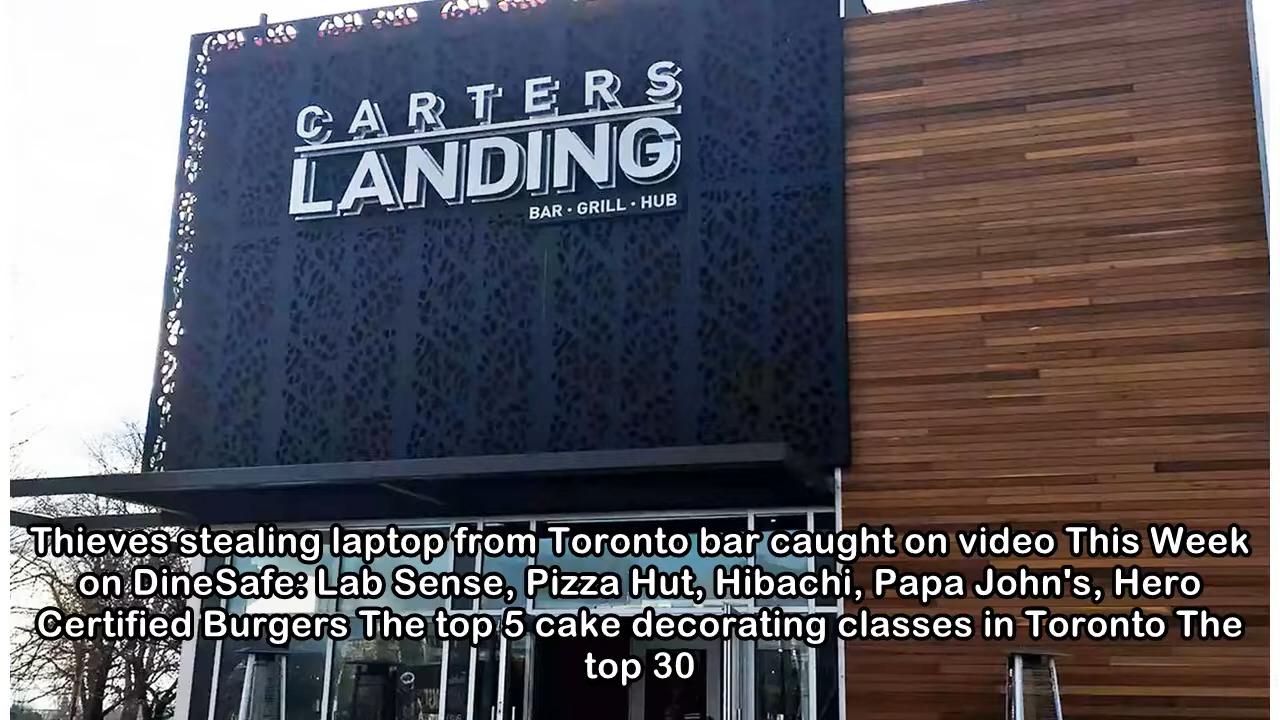 CARTERS
LANDING
BAR · GRILL · HUB
Thieves stealing laptop from Toronto bar caught on video This Week
on DineSafe: Lab Sense, Pizza Hut, Hibachi, Papa John's, Hero
Certified Burgers The top 5 cake decorating classes in Toronto The
top 30